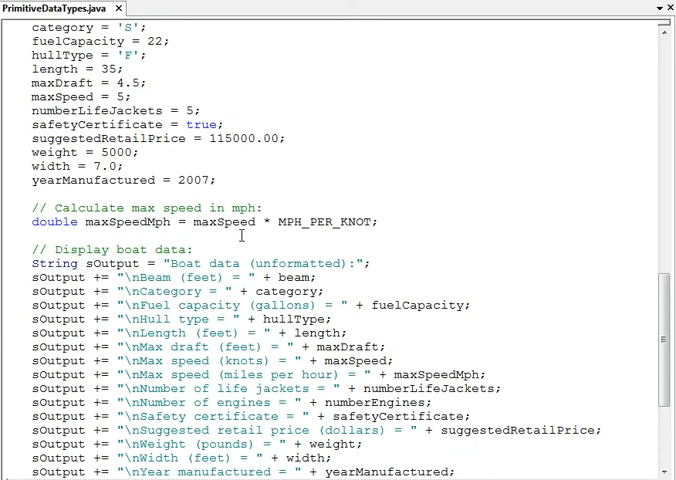 PrimitiveDataTypes.java
category = 'S';
fuelCapacity = 22;
hullType = 'F';
length = 35;
maxDraft = 4.5;
maxSpeed = 5;
numberLifeJackets = 5;
safetyCertificate = true;
suggestedRetailPrice = 115000.00;
weight = 5000;
width = 7.0;
yearManufactured = 2007;
// Calculate max speed in mph:
double maxSpeedMph = maxSpeed * MPH_PER_KNOT;
// Display boat data:
String sOutput = "Boat data (unformatted):";
sOutput += "\nBeam (feet) = " + beam;
sOutput += "\nCategory = " + category;
sOutput += "\nFuel capacity (gallons) = " + fuelCapacity;
sOutput += "\nHull type = " + hullType;
sOutput += "\nLength (feet) = " + length;
sOutput += "\nMax draft (feet) = " + maxDraft;
sOutput += "\nMax speed (knots) = " + maxSpeed;
sOutput += "\nMax speed (miles per hour) = " + maxSpeedMph;
sOutput += "\nNumber of life jackets = " + numberLifeJackets;
sOutput += "\nNumber of engines = " + numberEngines;
sOutput += "\nSafety certificate = " + safetyCertificate;
sOutput += "\nSuggested retail price (dollars) = " + suggestedRetailPrice;
sOutput += "\nWeight (pounds) = " + weight;
sOutput += "\nWidth (feet) = " + width;
sOutput += "\nYear manufactured = " + yearManufactured;